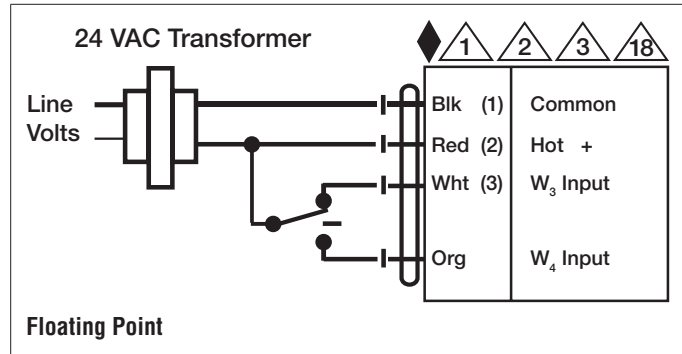 24 VAC Transformer
1 2 3 18
Line
Volts
Blk (1) Common
Red (2) Hot +
Wht (3) W₃ Input
Org W₄ Input
Floating Point